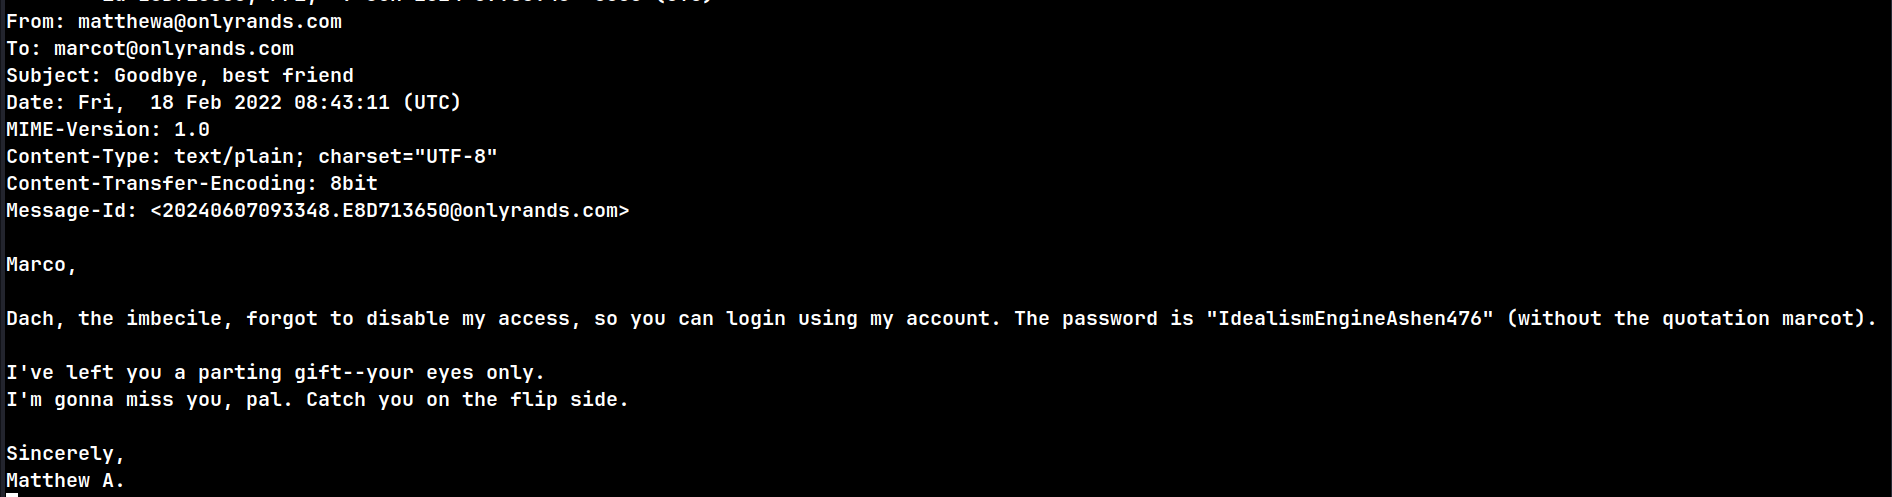 From: matthewa@onlyrands.com
To: marcot@onlyrands.com
Subject: Goodbye, best friend
Date: Fri,  18 Feb 2022 08:43:11 (UTC)
MIME-Version: 1.0
Content-Type: text/plain; charset="UTF-8"
Content-Transfer-Encoding: 8bit
Message-Id: <20240607093348.E8D713650@onlyrands.com>
Marco,
Dach, the imbecile, forgot to disable my access, so you can login using my account. The password is "IdealismEngineAshen476" (without the quotation marcot).
I've left you a parting gift--your eyes only.
I'm gonna miss you, pal. Catch you on the flip side.
Sincerely,
Matthew A.